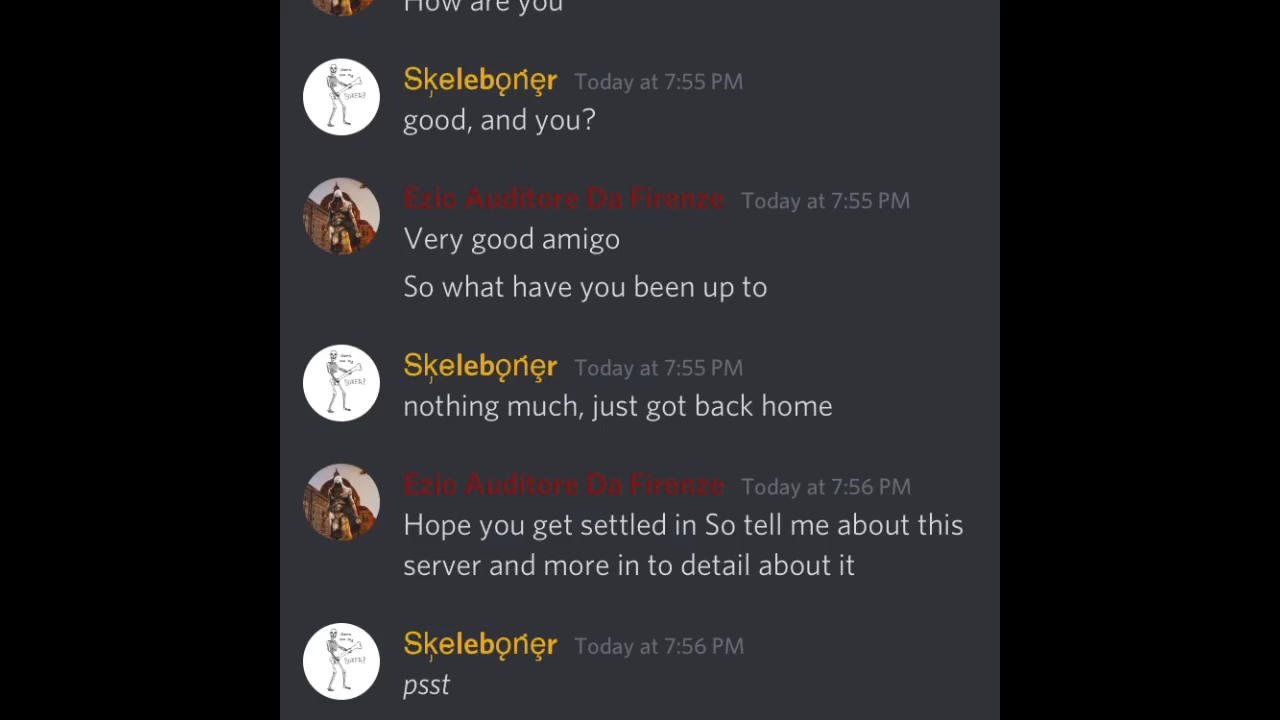 How are you
Skeleboner Today at 7:55 PM
good, and you?
Ezio Auditore Da Firenze Today at 7:55 PM
Very good amigo
So what have you been up to
Skeleboner Today at 7:55 PM
nothing much, just got back home
Ezio Auditore Da Firenze Today at 7:56 PM
Hope you get settled in So tell me about this
server and more in to detail about it
Skeleboner Today at 7:56 PM
psst